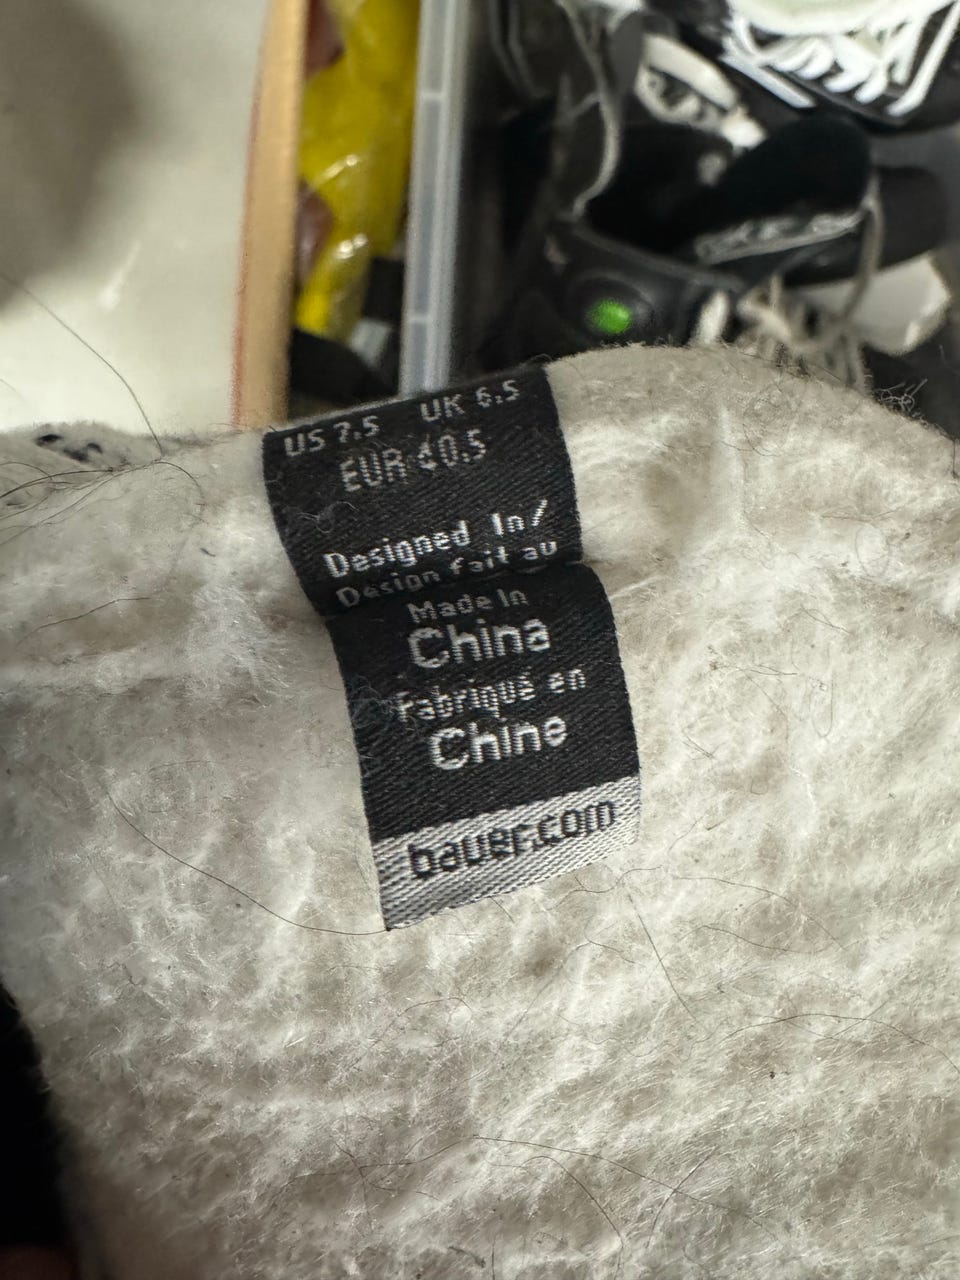 US 7.5 UK 6.5
EUR 40.5
Designed In/
Design fait au
Made In
China
Fabriqué en
Chine
bauer.com